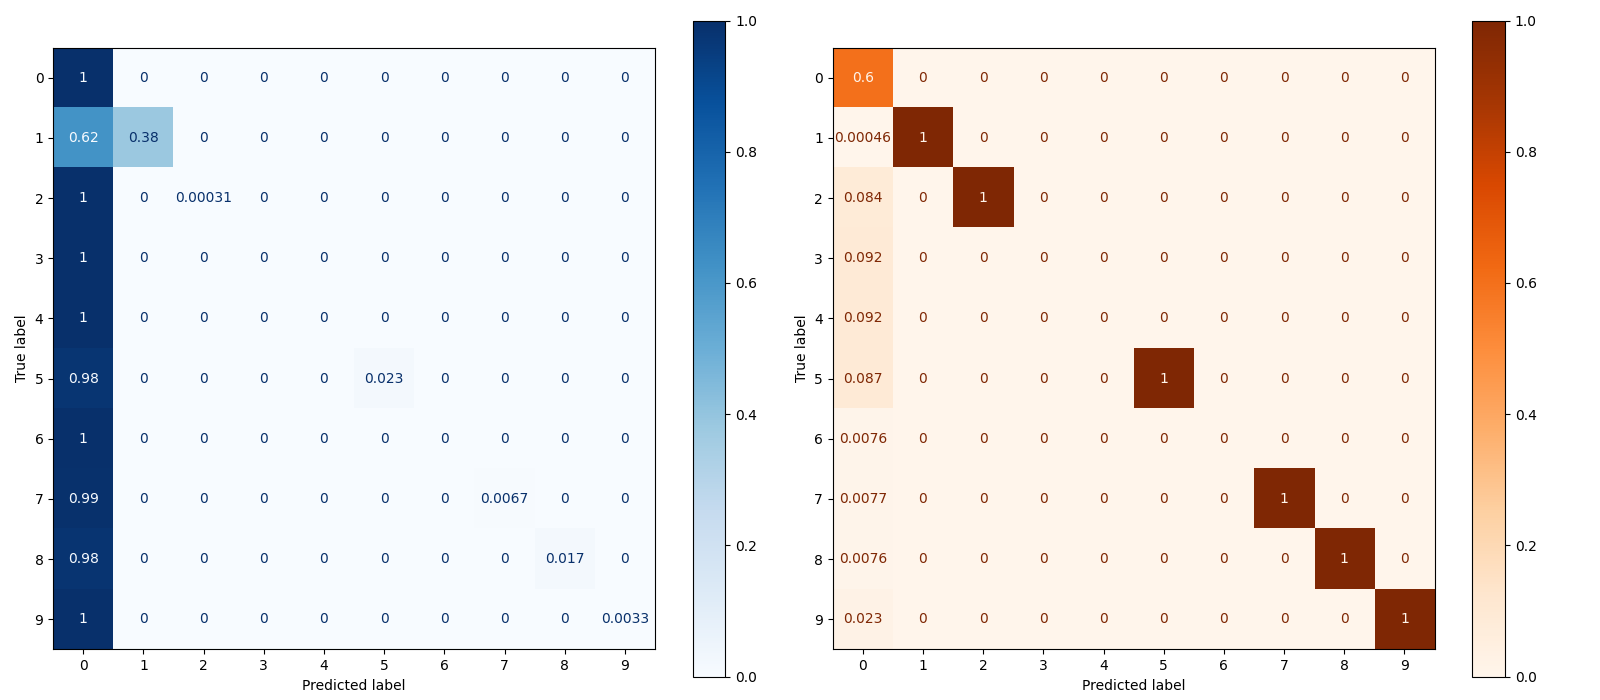 0 1 0 0 0 0 0 0 0 0 0
1 0.62 0.38 0 0 0 0 0 0 0 0
2 1 0 0.00031 0 0 0 0 0 0 0
3 1 0 0 0 0 0 0 0 0 0
4 1 0 0 0 0 0 0 0 0 0
5 0.98 0 0 0 0 0.023 0 0 0 0
6 1 0 0 0 0 0 0 0 0 0
7 0.99 0 0 0 0 0 0 0.0067 0 0
8 0.98 0 0 0 0 0 0 0 0.017 0
9 1 0 0 0 0 0 0 0 0 0.0033
0 1 2 3 4 5 6 7 8 9
Predicted label
True label
1.0
0.8
0.6
0.4
0.2
0.0
0 0.6 0 0 0 0 0 0 0 0 0
1 0.00046 1 0 0 0 0 0 0 0 0
2 0.084 0 1 0 0 0 0 0 0 0
3 0.092 0 0 0 0 0 0 0 0 0
4 0.092 0 0 0 0 0 0 0 0 0
5 0.087 0 0 0 0 1 0 0 0 0
6 0.0076 0 0 0 0 0 0 0 0 0
7 0.0077 0 0 0 0 0 0 1 0 0
8 0.0076 0 0 0 0 0 0 0 1 0
9 0.023 0 0 0 0 0 0 0 0 1
0 1 2 3 4 5 6 7 8 9
Predicted label
True label
1.0
0.8
0.6
0.4
0.2
0.0